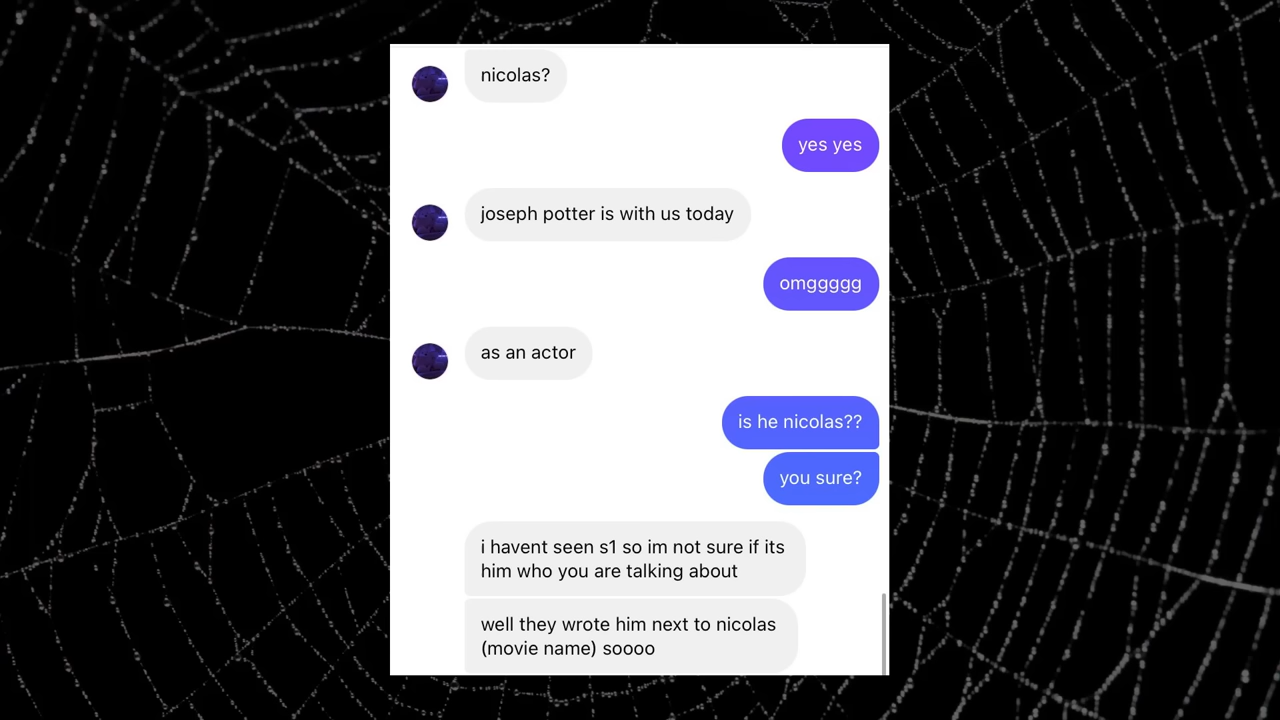 nicolas?
yes yes
joseph potter is with us today
omggggg
as an actor
is he nicolas??
you sure?
i havent seen s1 so im not sure if its
him who you are talking about
well they wrote him next to nicolas
(movie name) soooo